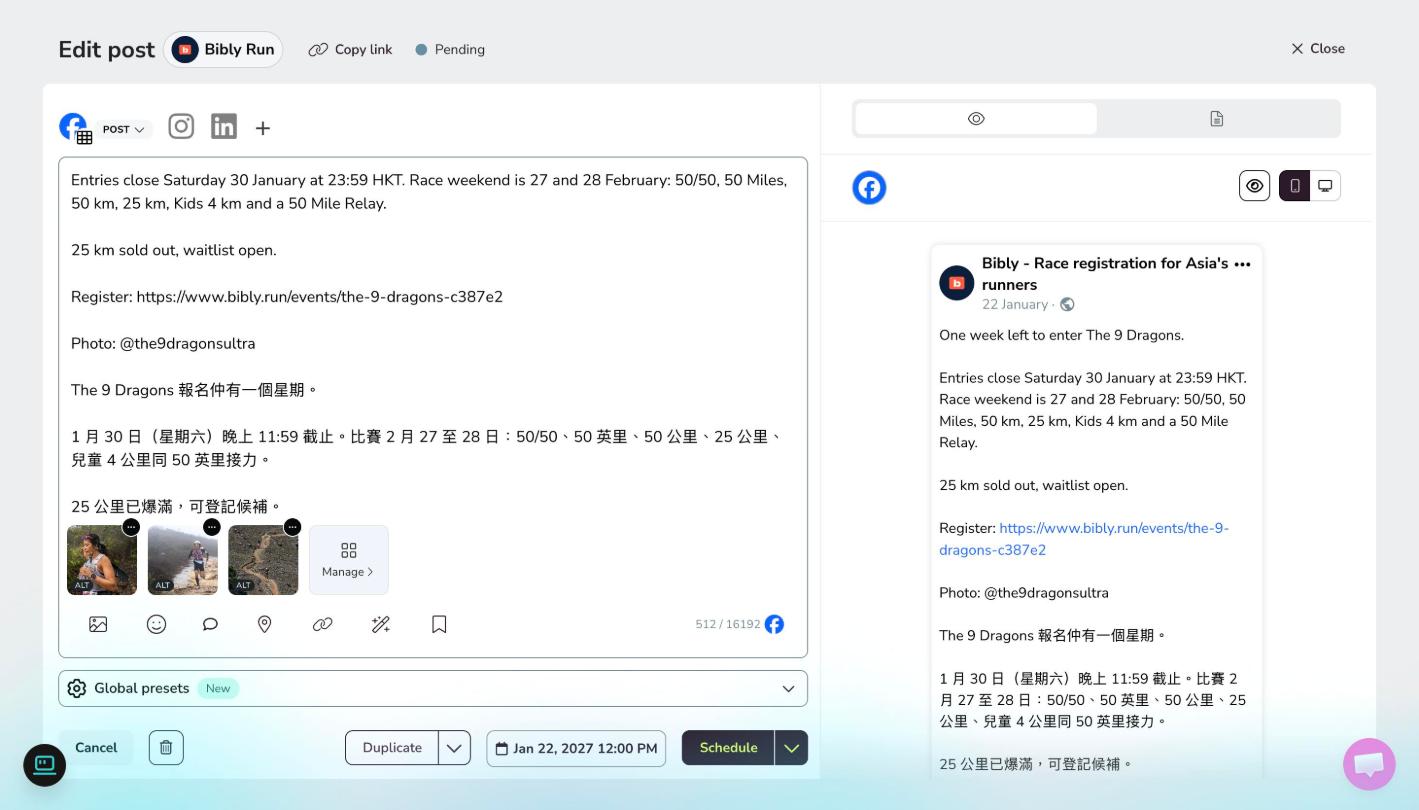 Edit post
Bibly Run
Copy link
Pending
Close
POST
Entries close Saturday 30 January at 23:59 HKT. Race weekend is 27 and 28 February: 50/50, 50 Miles,
50 km, 25 km, Kids 4 km and a 50 Mile Relay.
25 km sold out, waitlist open.
Register: https://www.bibly.run/events/the-9-dragons-c387e2
Photo: @the9dragonsultra
The 9 Dragons 報名仲有一個星期。
1 月 30 日（星期六）晚上 11:59 截止。比賽 2 月 27 至 28 日：50/50、50 英里、50 公里、25 公里、
兒童 4 公里同 50 英里接力。
25 公里已爆滿，可登記候補。
ALT
ALT
ALT
Manage
512 / 16192
Global presets
New
Cancel
Duplicate
Jan 22, 2027 12:00 PM
Schedule
Bibly - Race registration for Asia's
runners
22 January ·
One week left to enter The 9 Dragons.
Entries close Saturday 30 January at 23:59 HKT.
Race weekend is 27 and 28 February: 50/50, 50
Miles, 50 km, 25 km, Kids 4 km and a 50 Mile
Relay.
25 km sold out, waitlist open.
Register: https://www.bibly.run/events/the-9-
dragons-c387e2
Photo: @the9dragonsultra
The 9 Dragons 報名仲有一個星期。
1 月 30 日（星期六）晚上 11:59 截止。比賽 2
月 27 至 28 日：50/50、50 英里、50 公里、25
公里、兒童 4 公里同 50 英里接力。
25 公里已爆滿，可登記候補。